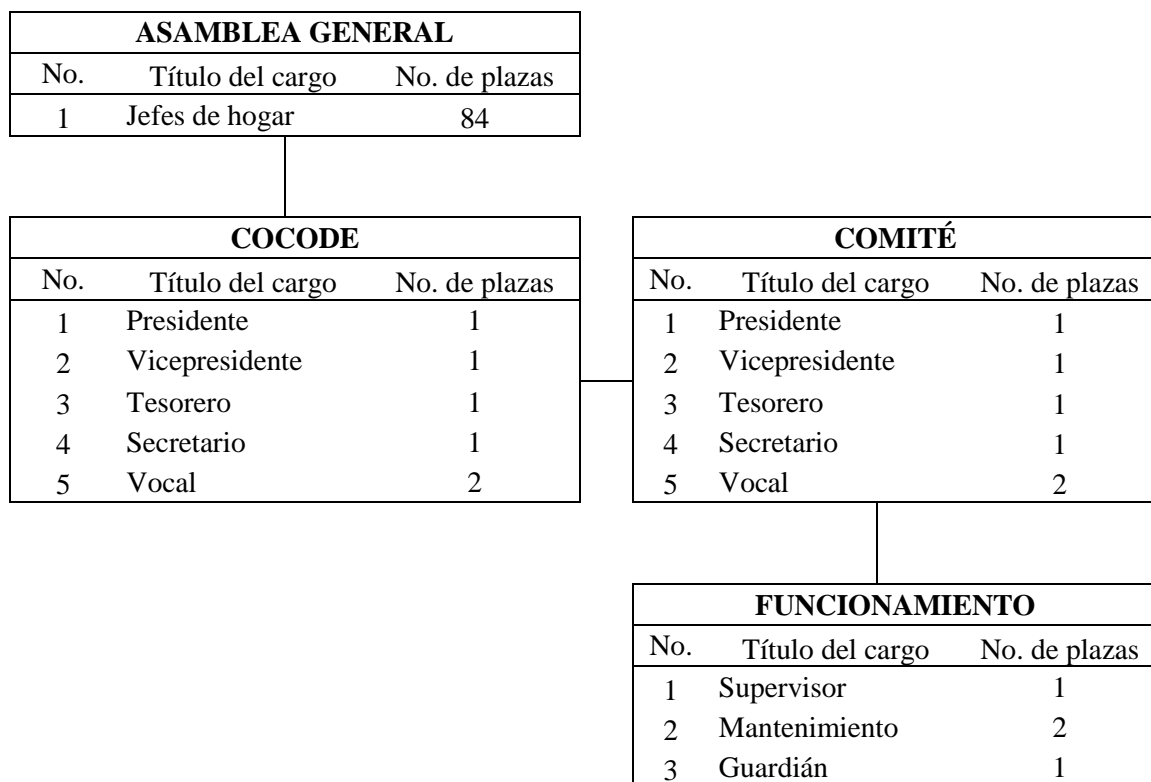 ASAMBLEA GENERAL
No. Título del cargo No. de plazas
1 Jefes de hogar 84
COCODE
No. Título del cargo No. de plazas
1 Presidente 1
2 Vicepresidente 1
3 Tesorero 1
4 Secretario 1
5 Vocal 2
COMITÉ
No. Título del cargo No. de plazas
1 Presidente 1
2 Vicepresidente 1
3 Tesorero 1
4 Secretario 1
5 Vocal 2
FUNCIONAMIENTO
No. Título del cargo No. de plazas
1 Supervisor 1
2 Mantenimiento 2
3 Guardián 1